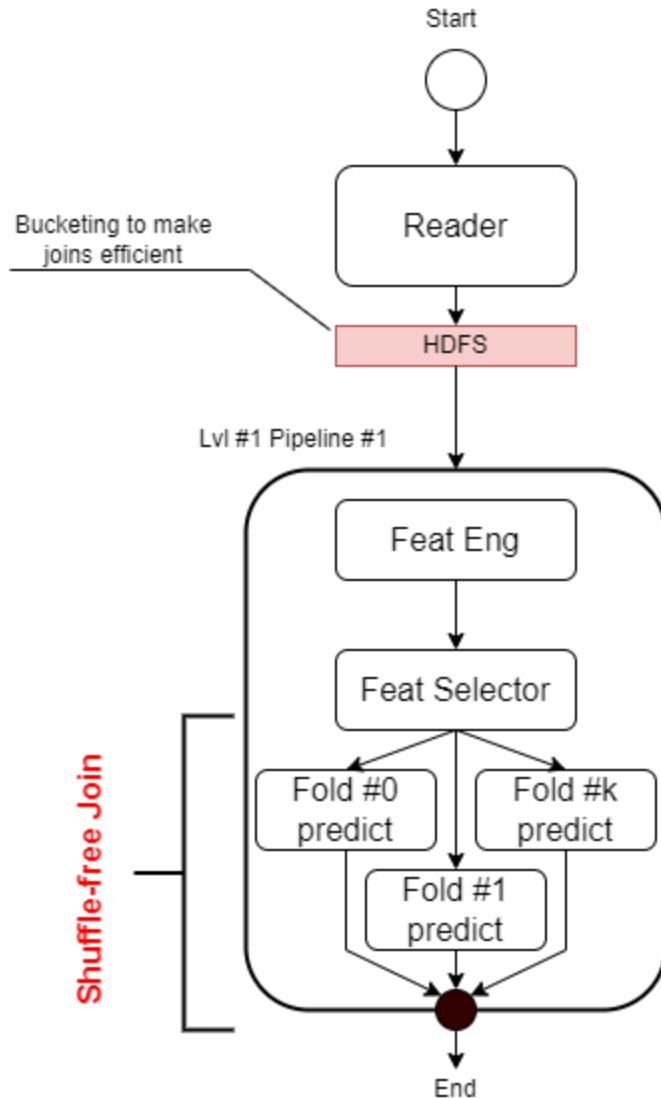 Start
Reader
Bucketing to make
joins efficient
HDFS
Lvl #1 Pipeline #1
Feat Eng
Feat Selector
Shuffle-free Join
Fold #0
predict
Fold #k
predict
Fold #1
predict
End